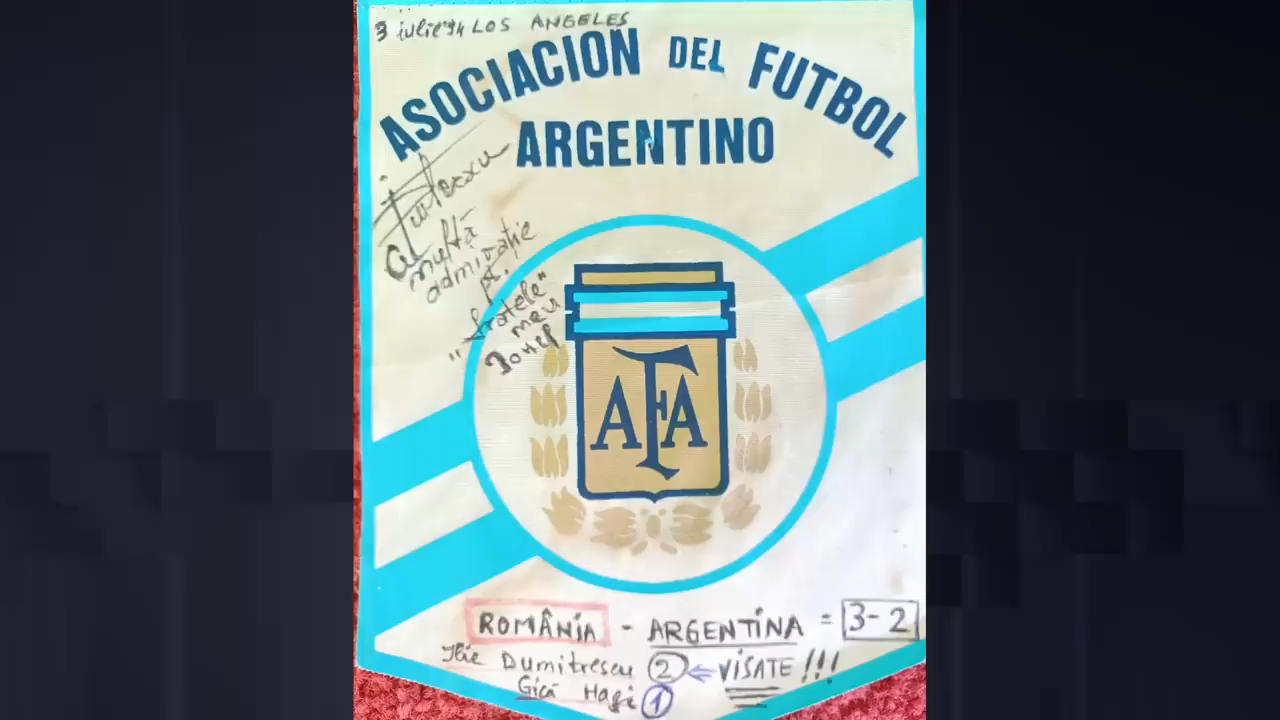 3 iulie '94 LOS ANGELES
ASOCIACION DEL FUTBOL
ARGENTINO
multă
admirație
pt.
"fratele"
meu
Ionel
AFA
ROMÂNIA - ARGENTINA = 3-2
Ilie Dumitrescu 2 ← VISATE !!!
Gică Hagi 1